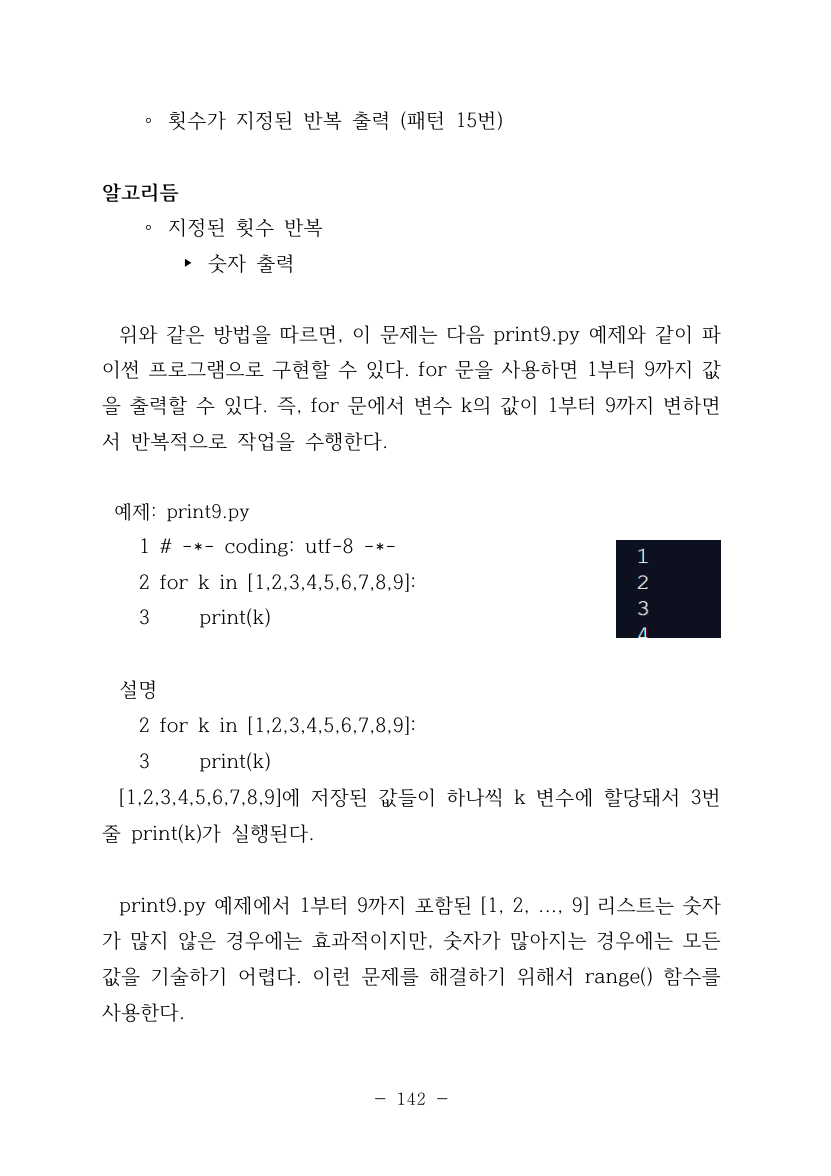 ◦ 횟수가 지정된 반복 출력 (패턴 15번)
알고리듬
◦ 지정된 횟수 반복
▸ 숫자 출력
위와 같은 방법을 따르면, 이 문제는 다음 print9.py 예제와 같이 파
이썬 프로그램으로 구현할 수 있다. for 문을 사용하면 1부터 9까지 값
을 출력할 수 있다. 즉, for 문에서 변수 k의 값이 1부터 9까지 변하면
서 반복적으로 작업을 수행한다.
예제: print9.py
1 # -*- coding: utf-8 -*-
2 for k in [1,2,3,4,5,6,7,8,9]:
3 print(k)
1
2
3
4
설명
2 for k in [1,2,3,4,5,6,7,8,9]:
3 print(k)
[1,2,3,4,5,6,7,8,9]에 저장된 값들이 하나씩 k 변수에 할당돼서 3번
줄 print(k)가 실행된다.
print9.py 예제에서 1부터 9까지 포함된 [1, 2, ..., 9] 리스트는 숫자
가 많지 않은 경우에는 효과적이지만, 숫자가 많아지는 경우에는 모든
값을 기술하기 어렵다. 이런 문제를 해결하기 위해서 range() 함수를
사용한다.
- 142 -